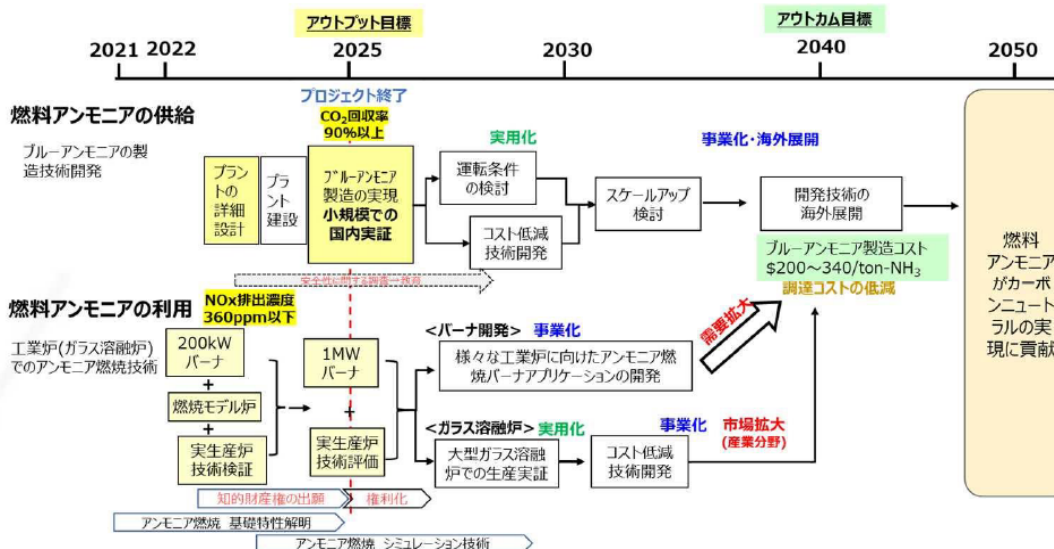 アウトプット目標
アウトカム目標
2021 2022 2025 2030 2040 2050
プロジェクト終了
燃料アンモニアの供給
CO₂回収率
90%以上
ブルーアンモニアの製
造技術開発
プラン
トの
詳細
設計
プラ
ント
建設
ブルーアンモニア
製造の実現
小規模での
国内実証
実用化
運転条件
の検討
コスト低減
技術開発
スケールアップ
検討
事業化・海外展開
開発技術の
海外展開
ブルーアンモニア製造コスト
$200～340/ton-NH₃
調達コストの低減
燃料
アンモニア
がカーボ
ンニュート
ラルの実
現に貢献
安全性に関する調査→検討
燃料アンモニアの利用
NOx排出濃度
360ppm以下
工業炉(ガラス溶融炉)
でのアンモニア燃焼技術
200kW
バーナ
+
燃焼モデル炉
+
実生産炉
技術検証
1MW
バーナ
+
実生産炉
技術評価
<バーナ開発> 事業化
様々な工業炉に向けたアンモニア燃
焼バーナアプリケーションの開発
需要拡大
<ガラス溶融炉> 実用化
大型ガラス溶融
炉での生産実証
事業化
コスト低減
技術開発
市場拡大
(産業分野)
知的財産権の出願
権利化
アンモニア燃焼 基礎特性解明
アンモニア燃焼 シミュレーション技術